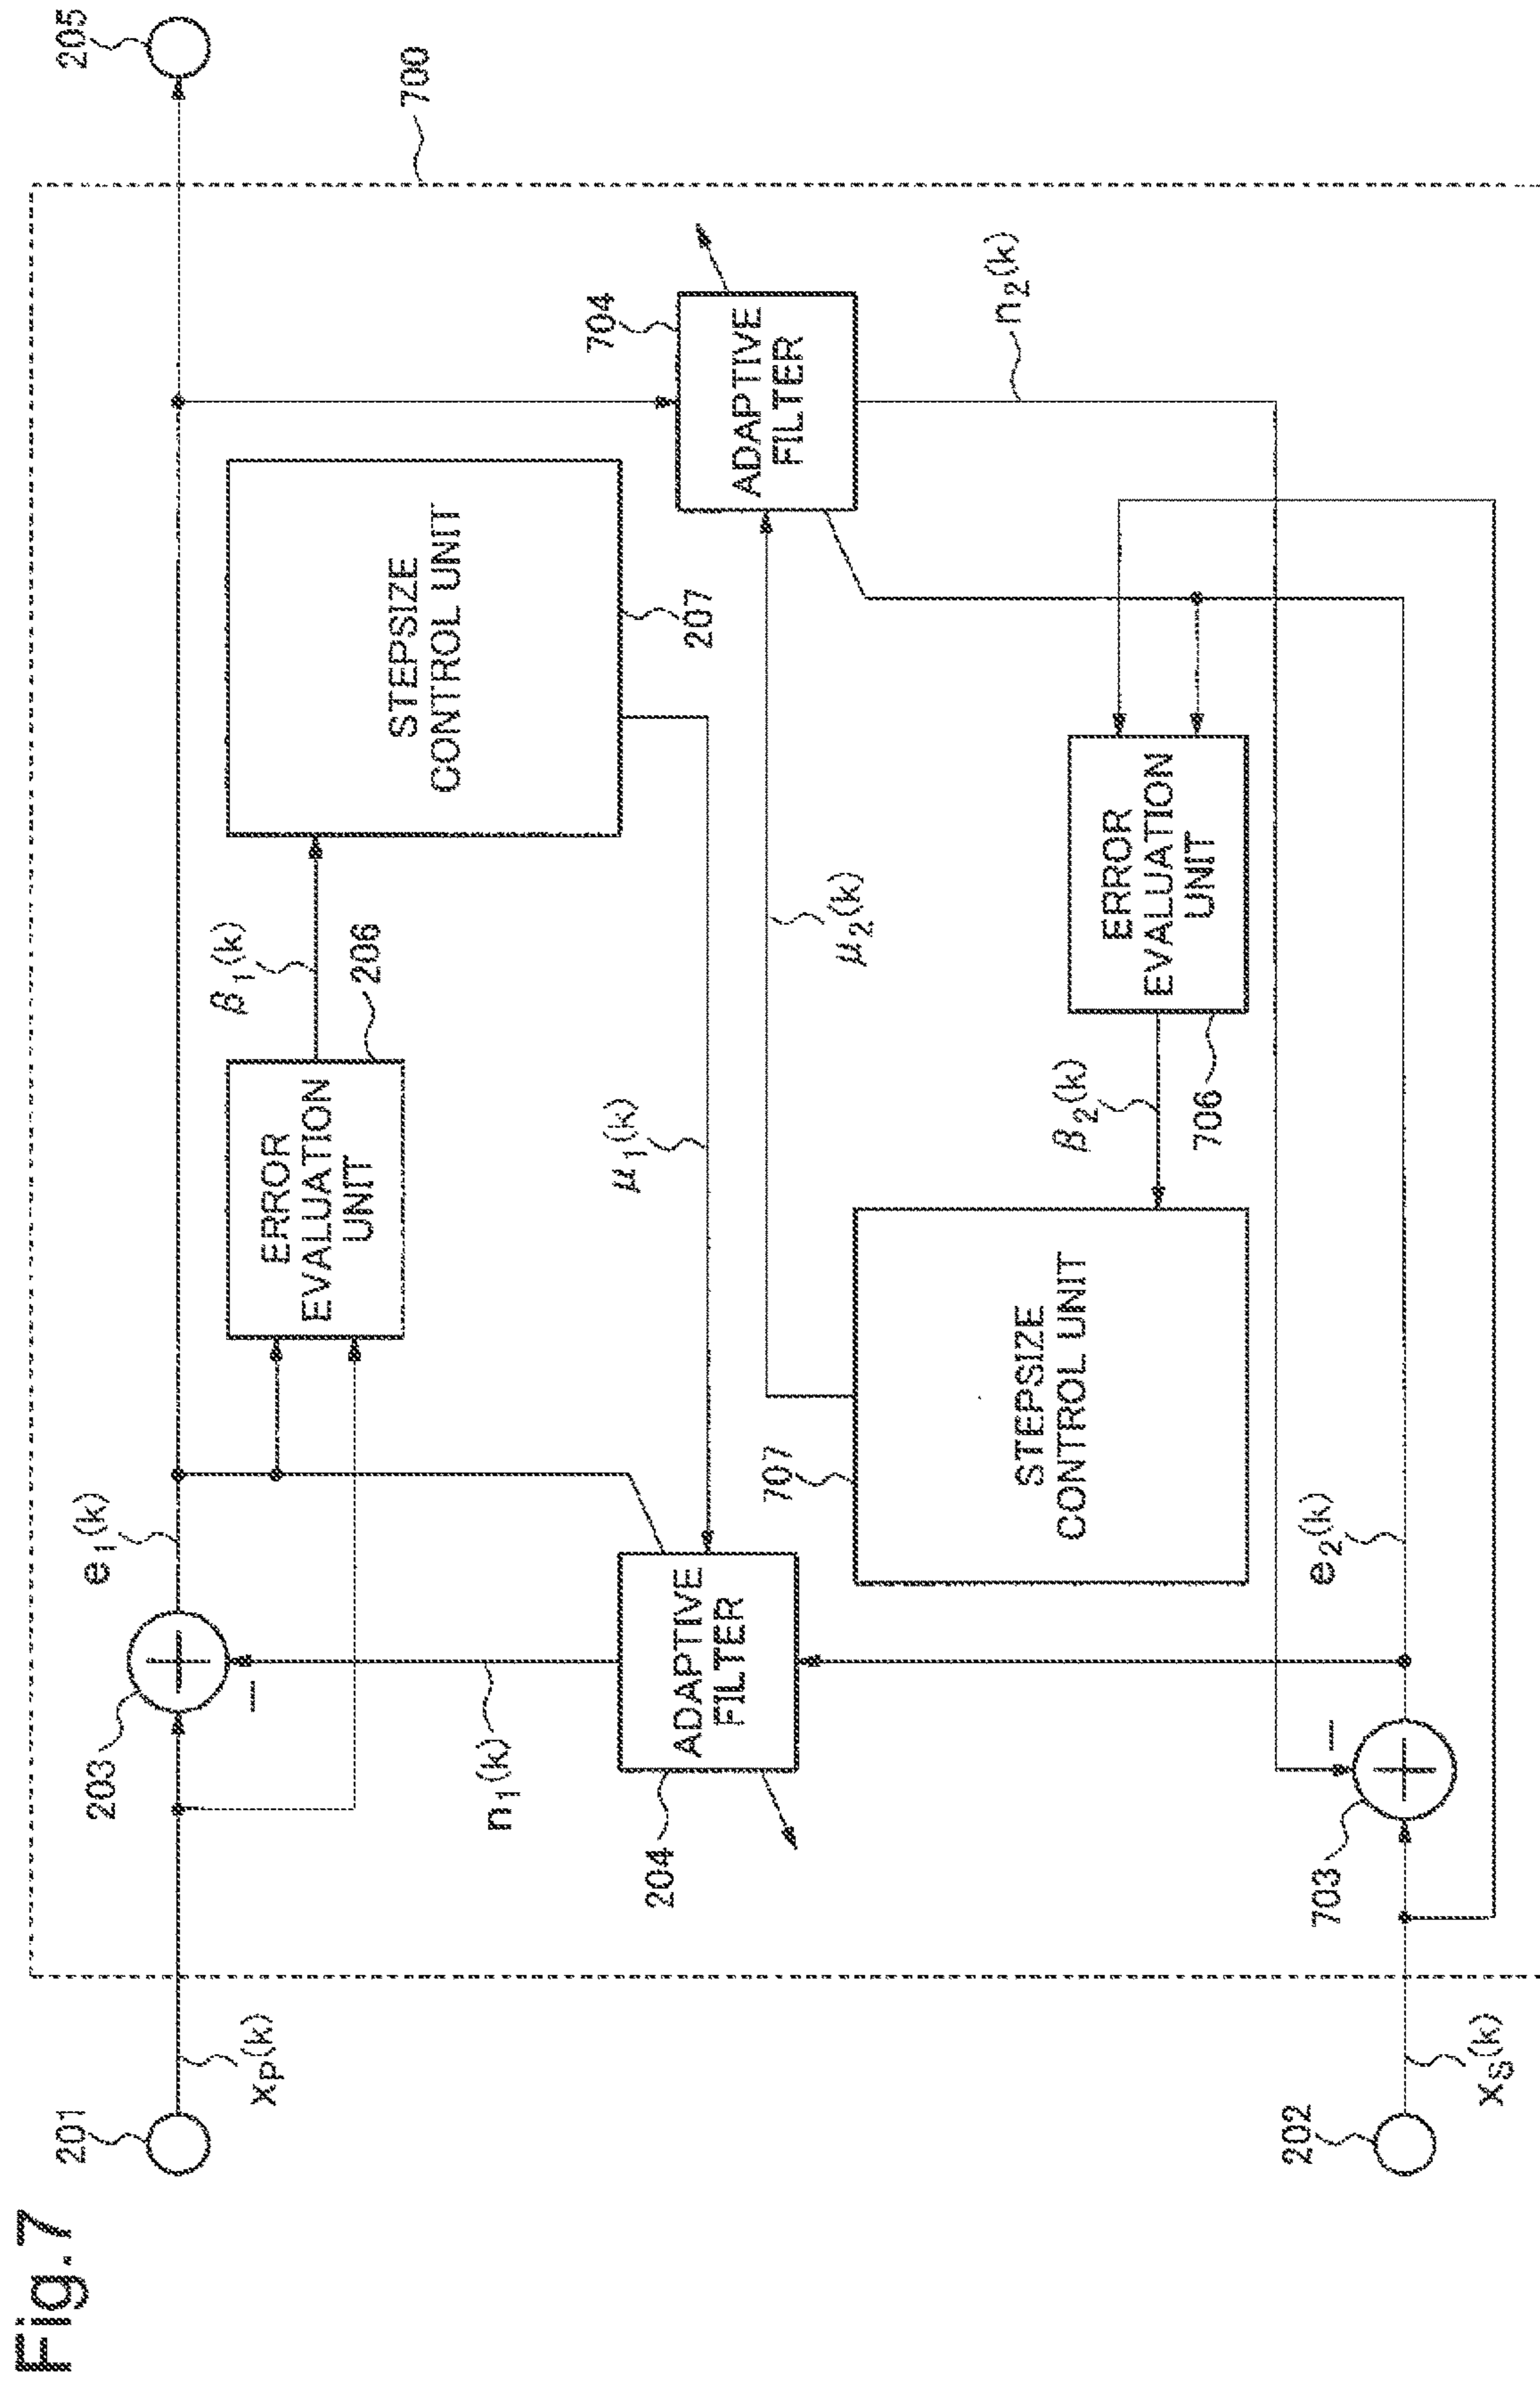 Fig.7
201
xP(k)
203
e1(k)
205
700
ERROR
EVALUATION
UNIT
206
β1(k)
STEPSIZE
CONTROL UNIT
207
n1(k)
μ1(k)
704
ADAPTIVE
FILTER
204
ADAPTIVE
FILTER
707
μ2(k)
n2(k)
STEPSIZE
CONTROL UNIT
β2(k)
ERROR
EVALUATION
UNIT
706
202
xS(k)
703
e2(k)
−
−